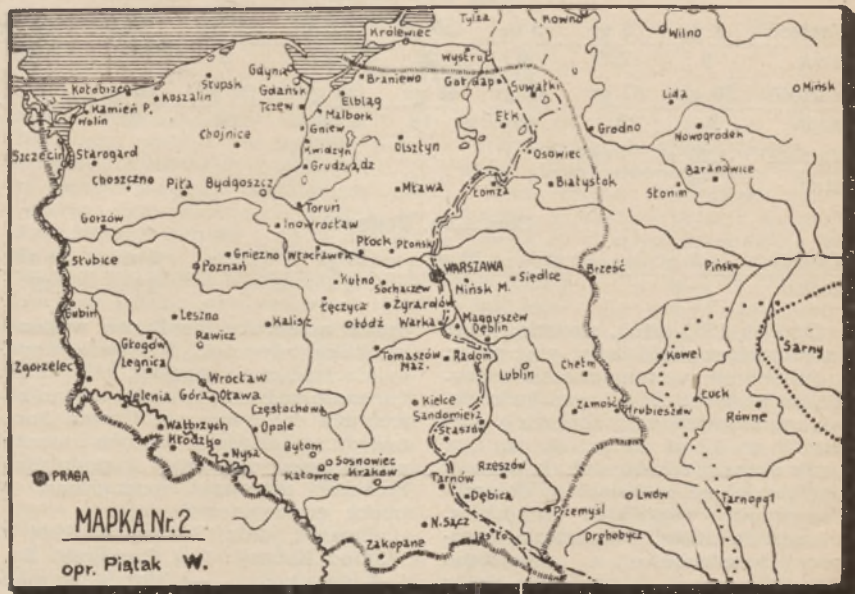 Tylża
Kowno
Królewiec
Wilno
Wystruć
Gdynia
Braniewo
Gołdap
Suwałki
Mińsk
Kołobrzeg
Słupsk
Gdańsk
Elbląg
Lida
Kamień P.
Koszalin
Tczew
Malbork
Ełk
Wolin
Gniew
Grodno
Nowogródek
Chojnice
Kwidzyń
Olsztyn
Osowiec
Szczecin
Starogard
Grudziądz
Baranowice
Choszczno
Piła
Bydgoszcz
Mława
Łomża
Białystok
Słonim
Toruń
Gorzów
Inowrocław
Płock
Płońsk
Słubice
Gniezno
Włocławek
Poznań
WARSZAWA
Siedlce
Brześć
Pińsk
Kutno
Sochaczew
Mińsk M.
Gubin
Łęczyca
Żyrardów
Leszno
Kalisz
Łódź
Warka
Magnuszew
Głogów
Rawicz
Dęblin
Sarny
Legnica
Tomaszów
Maz.
Radom
Kowel
Zgorzelec
Lublin
Chełm
Wrocław
Jelenia Góra
Oława
Kielce
Łuck
Częstochowa
Sandomierz
Zamość
Hrubieszów
Równe
Wałbrzych
Opole
Staszów
Kłodzko
Bytom
Nysa
Sosnowiec
Rzeszów
PRAGA
Katowice
Kraków
Tarnów
Dębica
Lwów
Tarnopol
MAPKA Nr. 2
N. Sącz
Przemyśl
Jasło
Drohobycz
Zakopane
opr. Piątak W.